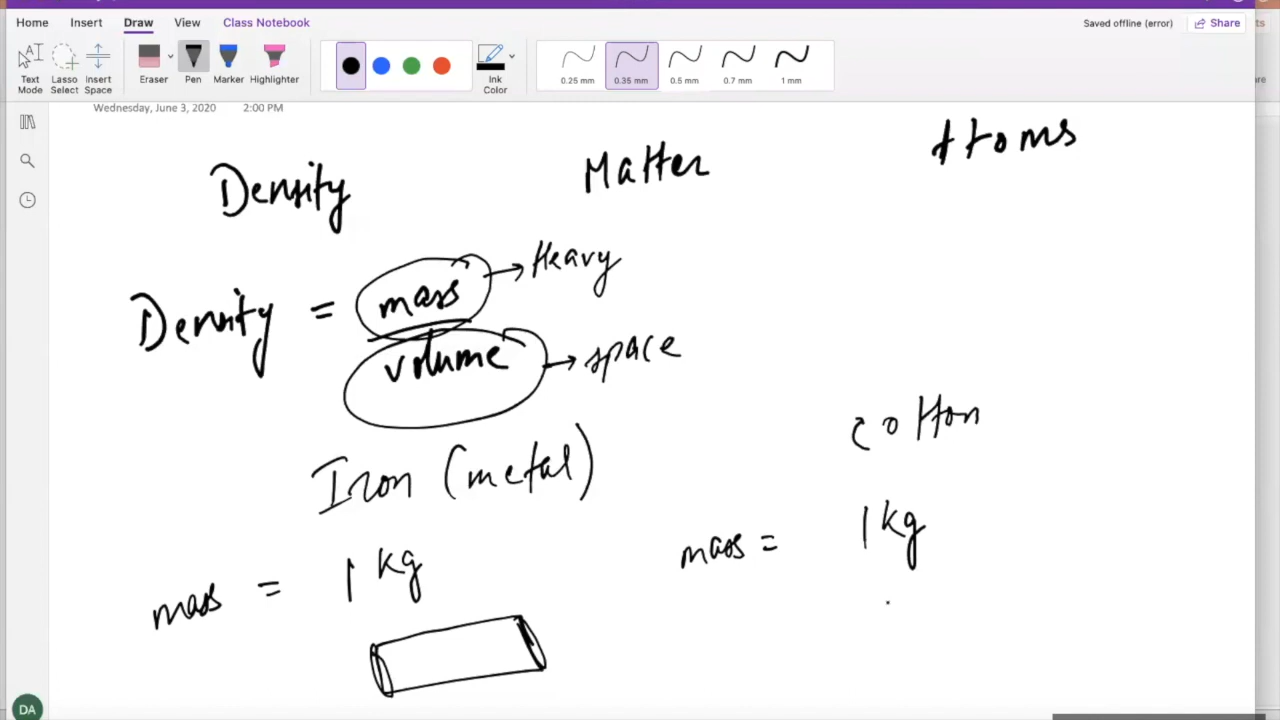 Home Insert Draw View Class Notebook Saved offline (error) Share
Text Mode Lasso Select Insert Space Eraser Pen Marker Highlighter Ink Color 0.25 mm 0.35 mm 0.5 mm 0.7 mm 1 mm
Wednesday, June 3, 2020 2:00 PM
Density Matter Atoms
Density = mass → Heavy
volume → space
Iron (metal) cotton
mass = 1 kg mass = 1 kg
DA